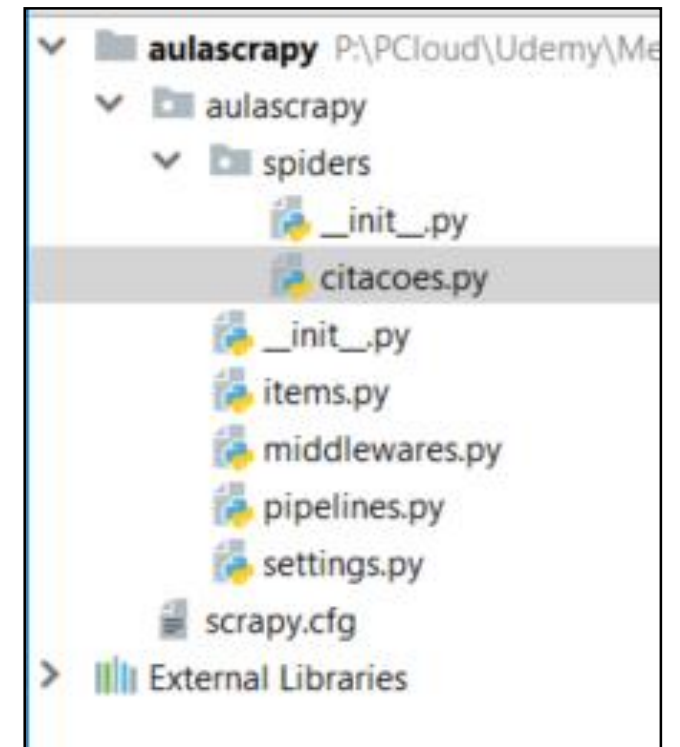 aulascrapy P:\PCloud\Udemy\Me
aulascrapy
spiders
__init__.py
citacoes.py
__init__.py
items.py
middlewares.py
pipelines.py
settings.py
scrapy.cfg
External Libraries